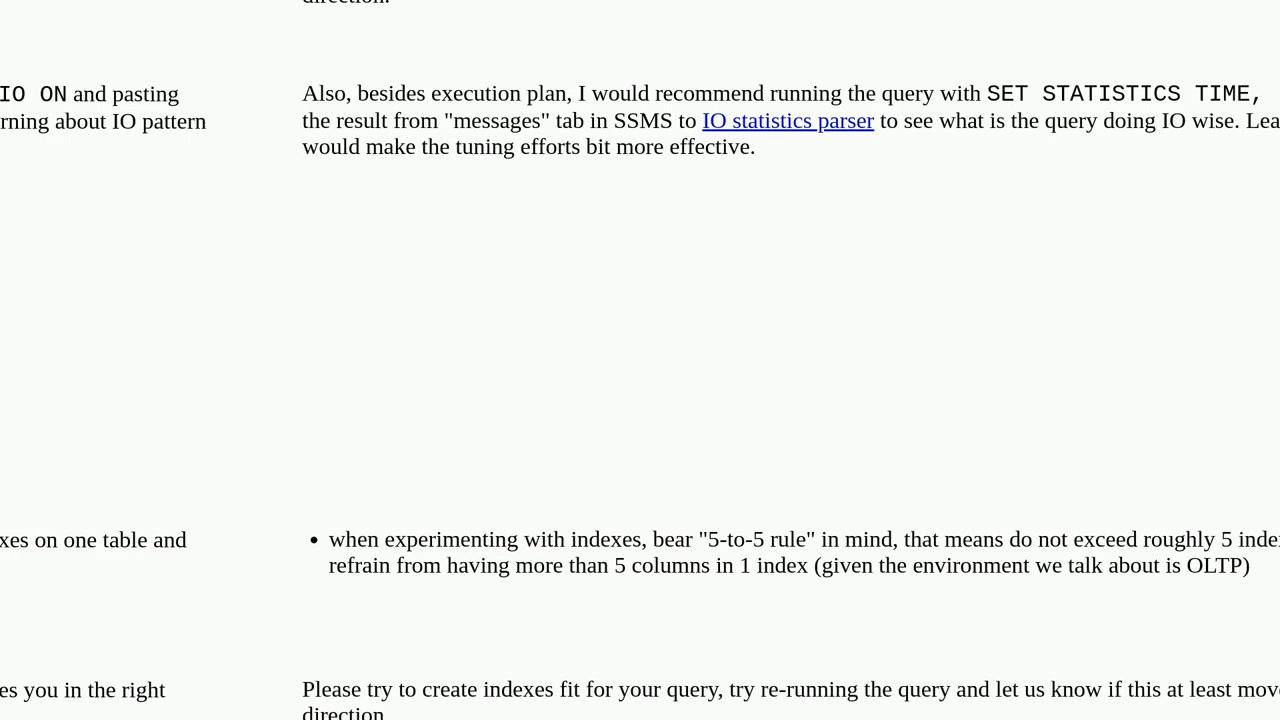 IO ON and pasting
rning about IO pattern
xes on one table and
es you in the right
direction.
Also, besides execution plan, I would recommend running the query with SET STATISTICS TIME,
the result from "messages" tab in SSMS to IO statistics parser to see what is the query doing IO wise. Lea
would make the tuning efforts bit more effective.
• when experimenting with indexes, bear "5-to-5 rule" in mind, that means do not exceed roughly 5 inde
refrain from having more than 5 columns in 1 index (given the environment we talk about is OLTP)
Please try to create indexes fit for your query, try re-running the query and let us know if this at least mov
direction